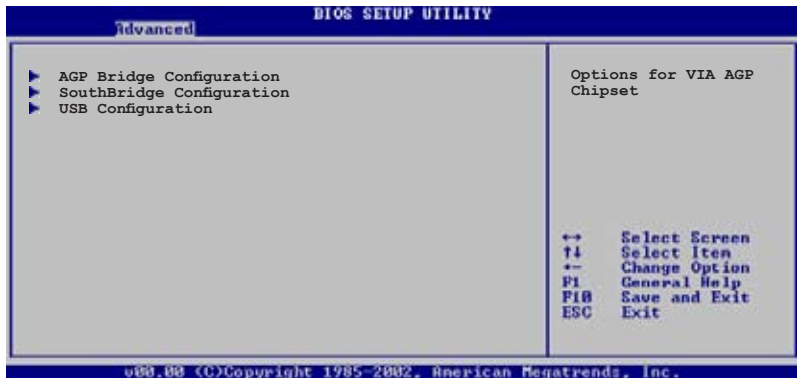 BIOS SETUP UTILITY
Advanced
AGP Bridge Configuration
SouthBridge Configuration
USB Configuration
Options for VIA AGP
Chipset
↔ Select Screen
↑↓ Select Item
+- Change Option
F1 General Help
F10 Save and Exit
ESC Exit
v00.00 (C)Copyright 1985-2002, American Megatrends, Inc.